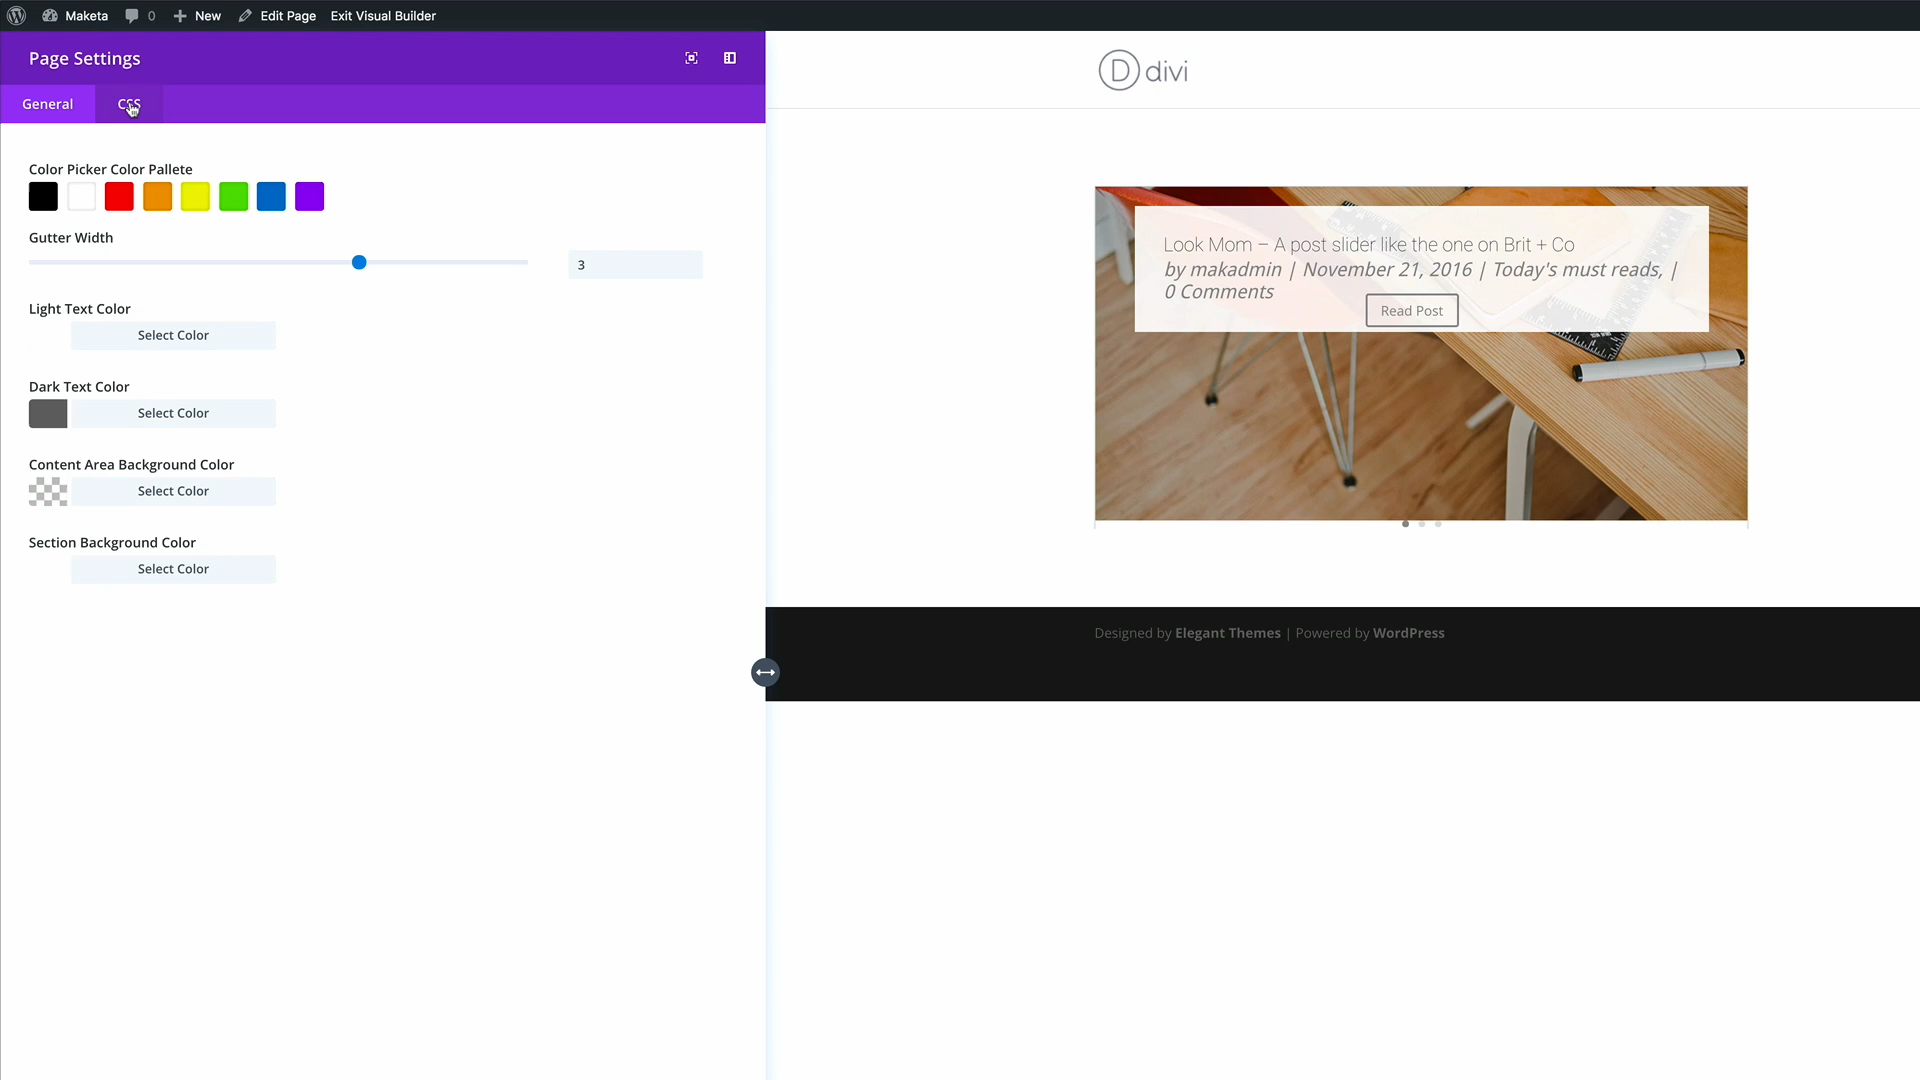 Maketa 0 New Edit Page Exit Visual Builder
Page Settings
General CSS
Color Picker Color Pallete
Gutter Width
3
Light Text Color
Select Color
Dark Text Color
Select Color
Content Area Background Color
Select Color
Section Background Color
Select Color
D divi
Look Mom – A post slider like the one on Brit + Co
by makadmin | November 21, 2016 | Today's must reads, |
0 Comments
Read Post
Designed by Elegant Themes | Powered by WordPress